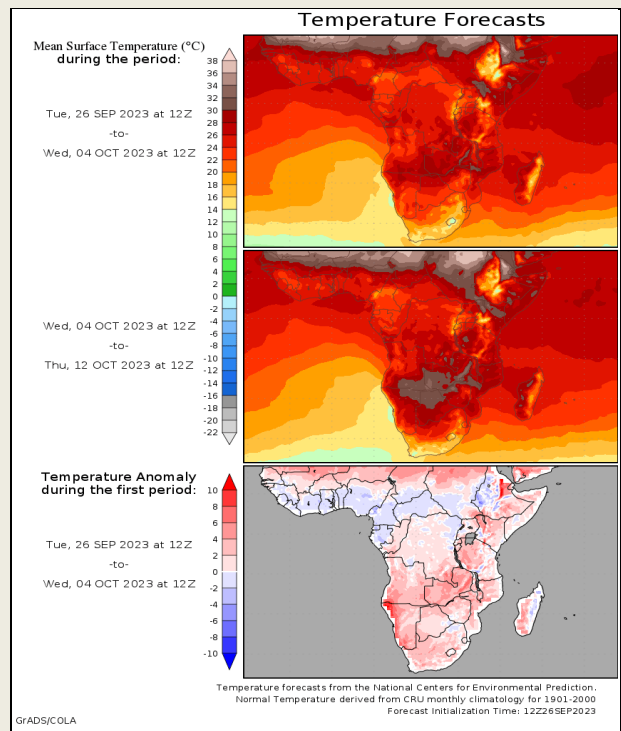 Temperature Forecasts
Mean Surface Temperature (°C)
during the period:
Tue, 26 SEP 2023 at 12Z
-to-
Wed, 04 OCT 2023 at 12Z
38
36
34
32
30
28
26
24
22
20
18
16
14
12
10
8
6
4
2
0
-2
-4
-6
-8
-10
-12
-14
-16
-18
-20
-22
Wed, 04 OCT 2023 at 12Z
-to-
Thu, 12 OCT 2023 at 12Z
Temperature Anomaly
during the first period:
Tue, 26 SEP 2023 at 12Z
-to-
Wed, 04 OCT 2023 at 12Z
10
8
6
4
2
0
-2
-4
-6
-8
-10
Temperature forecasts from the National Centers for Environmental Prediction.
Normal Temperature derived from CRU monthly climatology for 1901-2000
Forecast Initialization Time: 12Z26SEP2023
GrADS/COLA